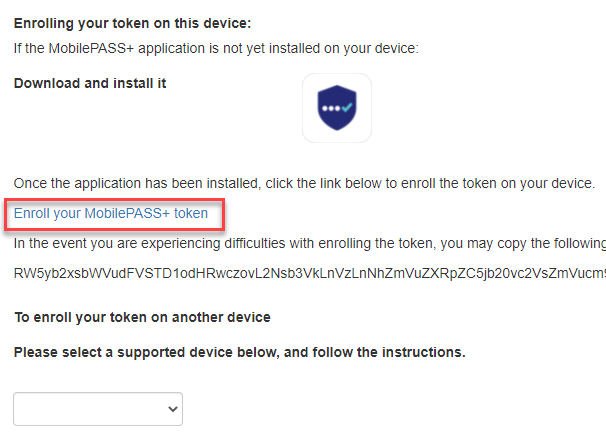 Enrolling your token on this device:
If the MobilePASS+ application is not yet installed on your device:
Download and install it
Once the application has been installed, click the link below to enroll the token on your device.
Enroll your MobilePASS+ token
In the event you are experiencing difficulties with enrolling the token, you may copy the following
RW5yb2xsbWVudFVSTD1odHRwczovL2Nsb3VkLnVzLnNhZmVuZXRpZC5jb20vc2VsZmVucm9
To enroll your token on another device
Please select a supported device below, and follow the instructions.